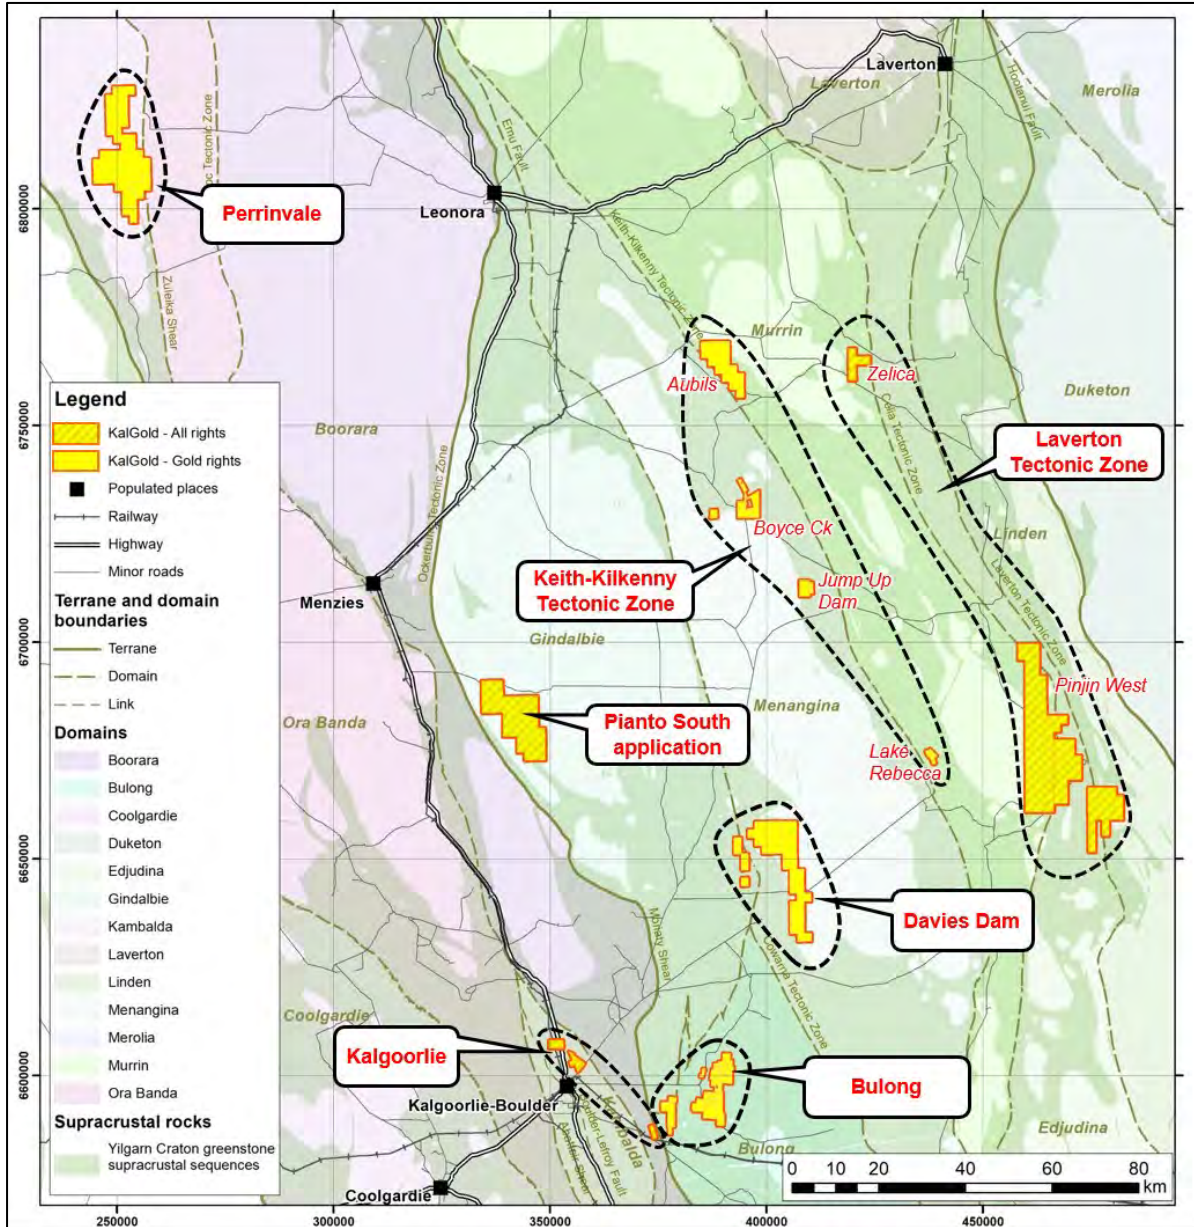 Laverton
Laverton
Merolia
Hootanui Fault
Emu Fault
Perrinvale
Leonora
6800000
Keith-Kilkenny Tectonic Zone
Zuleika Shear
Murrin
Aubils
Zelica
Celia Tectonic Zone
Duketon
Legend
KalGold - All rights
KalGold - Gold rights
Populated places
Railway
Highway
Minor roads
Terrane and domain
boundaries
Terrane
Domain
Link
Domains
Boorara
Bulong
Coolgardie
Duketon
Edjudina
Gindalbie
Kambalda
Laverton
Linden
Menangina
Merolia
Murrin
Ora Banda
Supracrustal rocks
Yilgarn Craton greenstone
supracrustal sequences
6750000
Boorara
Laverton
Tectonic Zone
Ockerburry Tectonic Zone
Boyce Ck
Linden
Keith-Kilkenny
Tectonic Zone
Jump Up
Dam
Menzies
Laverton Tectonic Zone
Gindalbie
6700000
Pinjin West
Ora Banda
Pianto South
application
Menangina
Lake
Rebecca
6650000
Davies Dam
Monary Shear
Cowarna Tectonic Zone
Coolgardie
Kalgoorlie
Bulong
6600000
Kalgoorlie-Boulder
Boulder-Lefroy Fault
Bulong
Edjudina
Coolgardie
0 10 20 40 60 80
km
250000 300000 350000 400000 450000